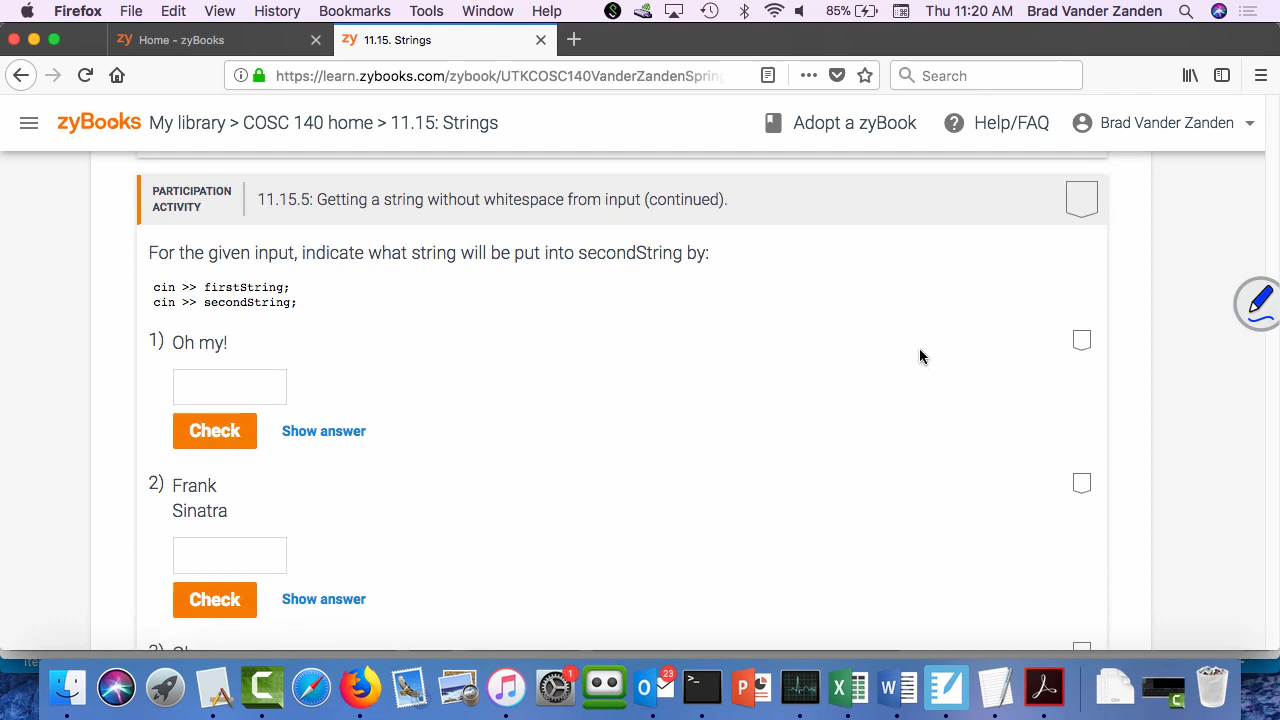 Firefox File Edit View History Bookmarks Tools Window Help 85% Thu 11:20 AM Brad Vander Zanden
zy Home - zyBooks zy 11.15. Strings
https://learn.zybooks.com/zybook/UTKCOSC140VanderZandenSpring Search
zyBooks My library > COSC 140 home > 11.15: Strings Adopt a zyBook Help/FAQ Brad Vander Zanden
PARTICIPATION
ACTIVITY
11.15.5: Getting a string without whitespace from input (continued).
For the given input, indicate what string will be put into secondString by:
cin >> firstString;
cin >> secondString;
1) Oh my!
Check Show answer
2) Frank
Sinatra
Check Show answer
1
23